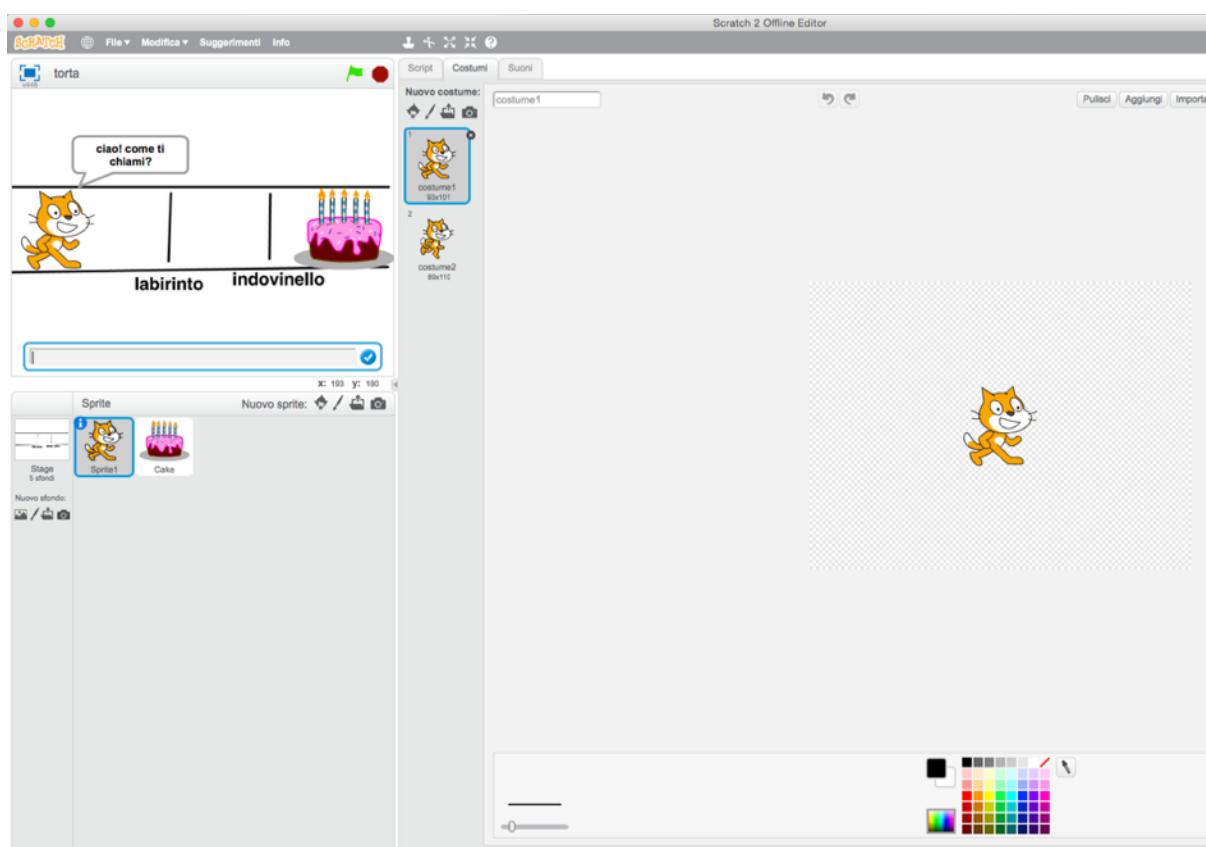 Scratch 2 Offline Editor
SCRATCH File Modifica Suggerimenti Info
torta
v446
ciao! come ti
chiami?
labirinto indovinello
x: 193 y: 180
Sprite Nuovo sprite:
Stage
5 sfondi
Sprite1
Cake
Nuovo sfondo:
Script Costumi Suoni
Nuovo costume:
costume1
Pulisci Aggiungi Importa
1
costume1
93x101
2
costume2
89x110